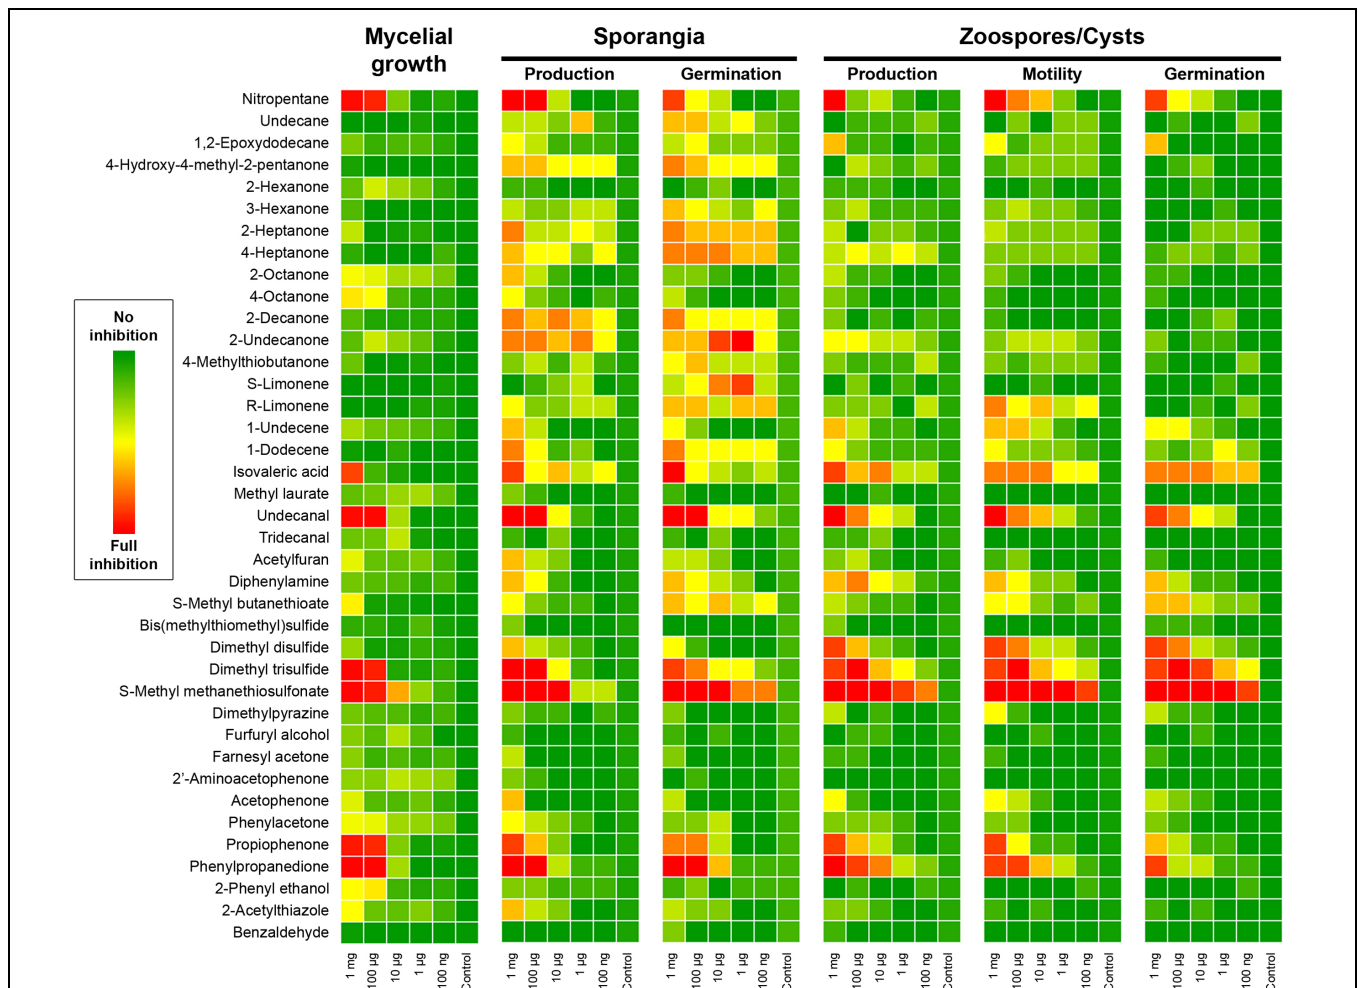 Mycelial
growth
Sporangia
Zoospores/Cysts
Production
Germination
Production
Motility
Germination
Nitropentane
Undecane
1,2-Epoxydodecane
4-Hydroxy-4-methyl-2-pentanone
2-Hexanone
3-Hexanone
2-Heptanone
4-Heptanone
2-Octanone
4-Octanone
2-Decanone
2-Undecanone
4-Methylthiobutanone
S-Limonene
R-Limonene
1-Undecene
1-Dodecene
Isovaleric acid
Methyl laurate
Undecanal
Tridecanal
Acetylfuran
Diphenylamine
S-Methyl butanethioate
Bis(methylthiomethyl)sulfide
Dimethyl disulfide
Dimethyl trisulfide
S-Methyl methanethiosulfonate
Dimethylpyrazine
Furfuryl alcohol
Farnesyl acetone
2'-Aminoacetophenone
Acetophenone
Phenylacetone
Propiophenone
Phenylpropanedione
2-Phenyl ethanol
2-Acetylthiazole
Benzaldehyde
No
inhibition
Full
inhibition
1 mg
100 µg
10 µg
1 µg
100 ng
Control
1 mg
100 µg
10 µg
1 µg
100 ng
Control
1 mg
100 µg
10 µg
1 µg
100 ng
Control
1 mg
100 µg
10 µg
1 µg
100 ng
Control
1 mg
100 µg
10 µg
1 µg
100 ng
Control
1 mg
100 µg
10 µg
1 µg
100 ng
Control